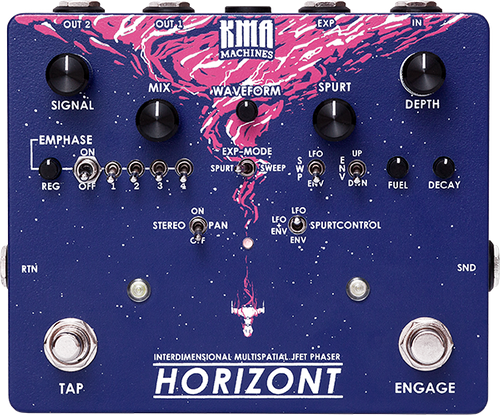 OUT 2 OUT 1 KMA EXP IN
MACHINES
SIGNAL MIX WAVEFORM SPURT DEPTH
EMPHASE
ON
OFF
REG 1 2 3 4
EXP-MODE
SPURT SWEEP
SWP LFO ENV
ENV UP DWN
FUEL DECAY
STEREO ON OFF PAN
LFO ENV LFO ENV SPURTCONTROL
RTN SND
INTERDIMENSIONAL MULTISPATIAL JFET PHASER
TAP HORIZONT ENGAGE